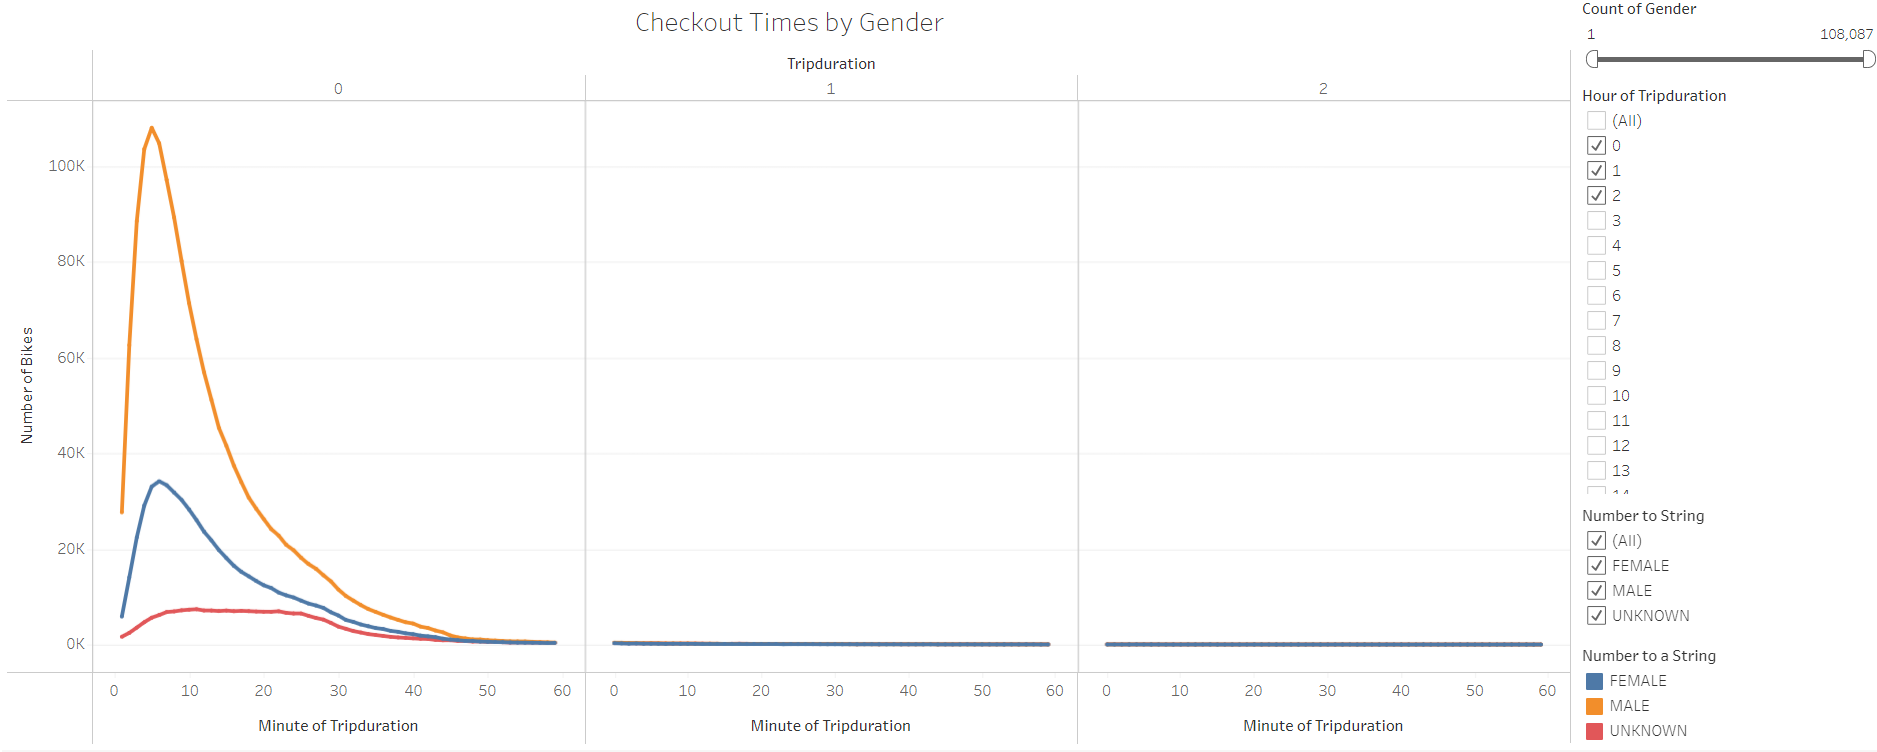 Checkout Times by Gender
Tripduration
0 1 2
100K
80K
60K
40K
20K
0K
Number of Bikes
0 10 20 30 40 50 60 0 10 20 30 40 50 60 0 10 20 30 40 50 60
Minute of Tripduration Minute of Tripduration Minute of Tripduration
Count of Gender
1 108,087
Hour of Tripduration
(All)
0
1
2
3
4
5
6
7
8
9
10
11
12
13
14
Number to String
(All)
FEMALE
MALE
UNKNOWN
Number to a String
FEMALE
MALE
UNKNOWN